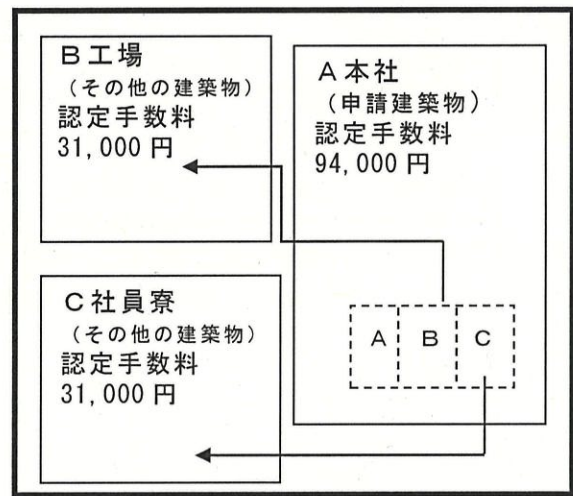 B工場
（その他の建築物）
認定手数料
31,000 円
A本社
（申請建築物）
認定手数料
94,000 円
C社員寮
（その他の建築物）
認定手数料
31,000 円
A B C